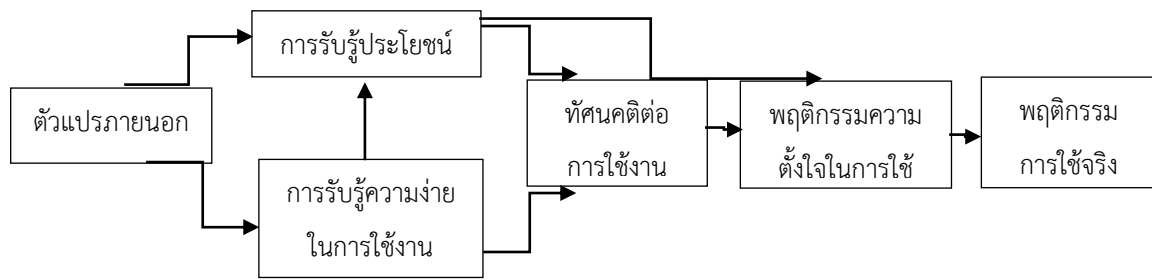 การรับรู้ประโยชน์
ตัวแปรภายนอก
การรับรู้ความง่าย
ในการใช้งาน
ทัศนคติต่อ
การใช้งาน
พฤติกรรมความ
ตั้งใจในการใช้
พฤติกรรม
การใช้จริง